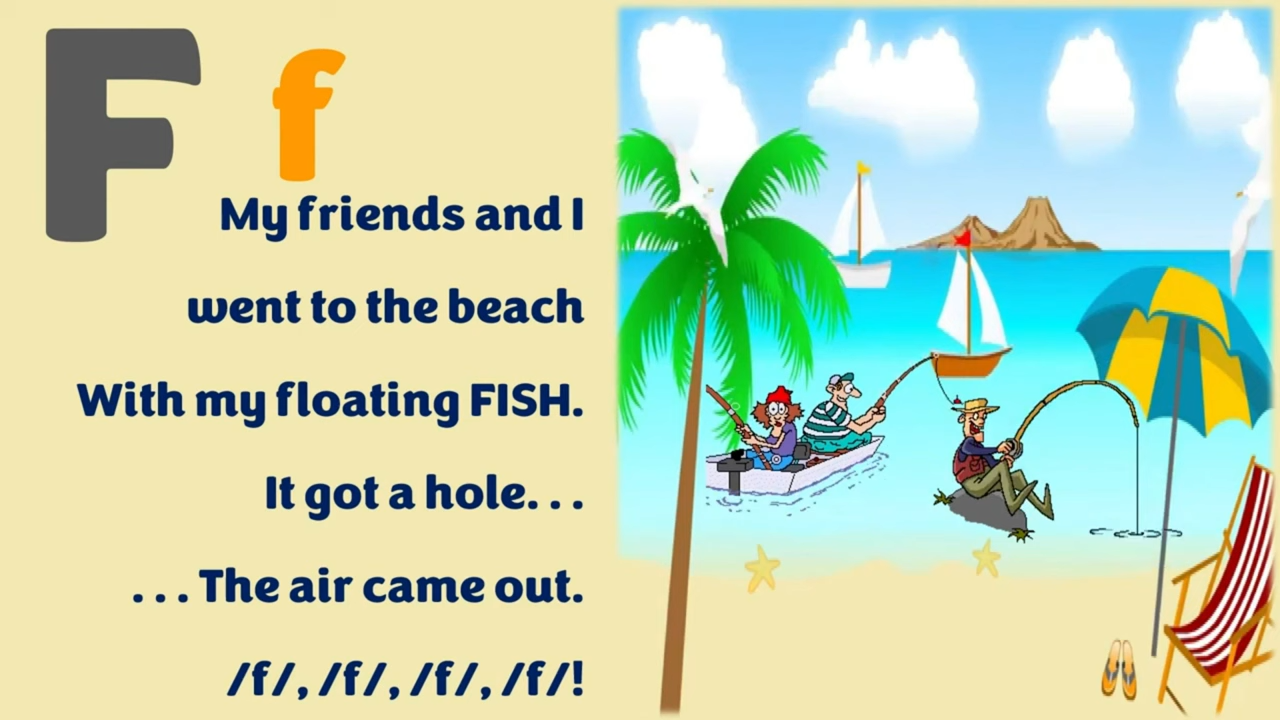 F f
My friends and I
went to the beach
With my floating FISH.
It got a hole. . .
. . . The air came out.
/f/, /f/, /f/, /f/!